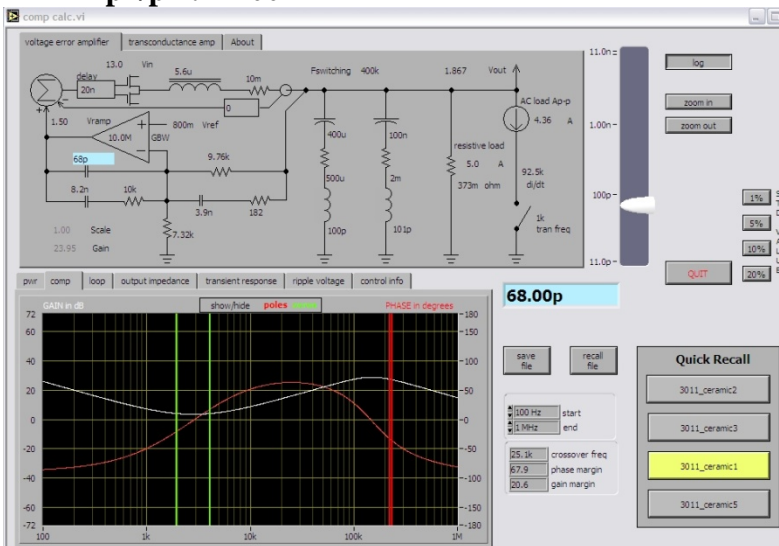 comp calc.vi
voltage error amplifier transconductance amp About
delay
20n
13.0 Vin
5.6u
10m
0
Fswitching 400k
1.867 Vout
AC load Ap-p
4.36 A
1.50 Vramp
10.0M GBW
800m Vref
68p
9.76k
8.2n 10k
3.9n 182
7.32k
1.00 Scale
23.95 Gain
400u
500u
100p
100n
2m
101p
resistive load
5.0 A
373m ohm
92.5k
di/dt
1k
tran freq
11.0n
1.00n
100p
11.0p
log
zoom in
zoom out
1%
5%
10%
20%
QUIT
pwr comp loop output impedance transient response ripple voltage control info
68.00p
GAIN in dB show/hide poles PHASE in degrees
72 180
60 150
40 100
20 50
0 0
-20 -50
-40 -100
-60 -150
-72 -180
100 1k 10k 100k 1M
save file
recall file
100 Hz start
1 MHz end
25.1k crossover freq
67.9 phase margin
20.6 gain margin
Quick Recall
3011_ceramic2
3011_ceramic3
3011_ceramic1
3011_ceramic5